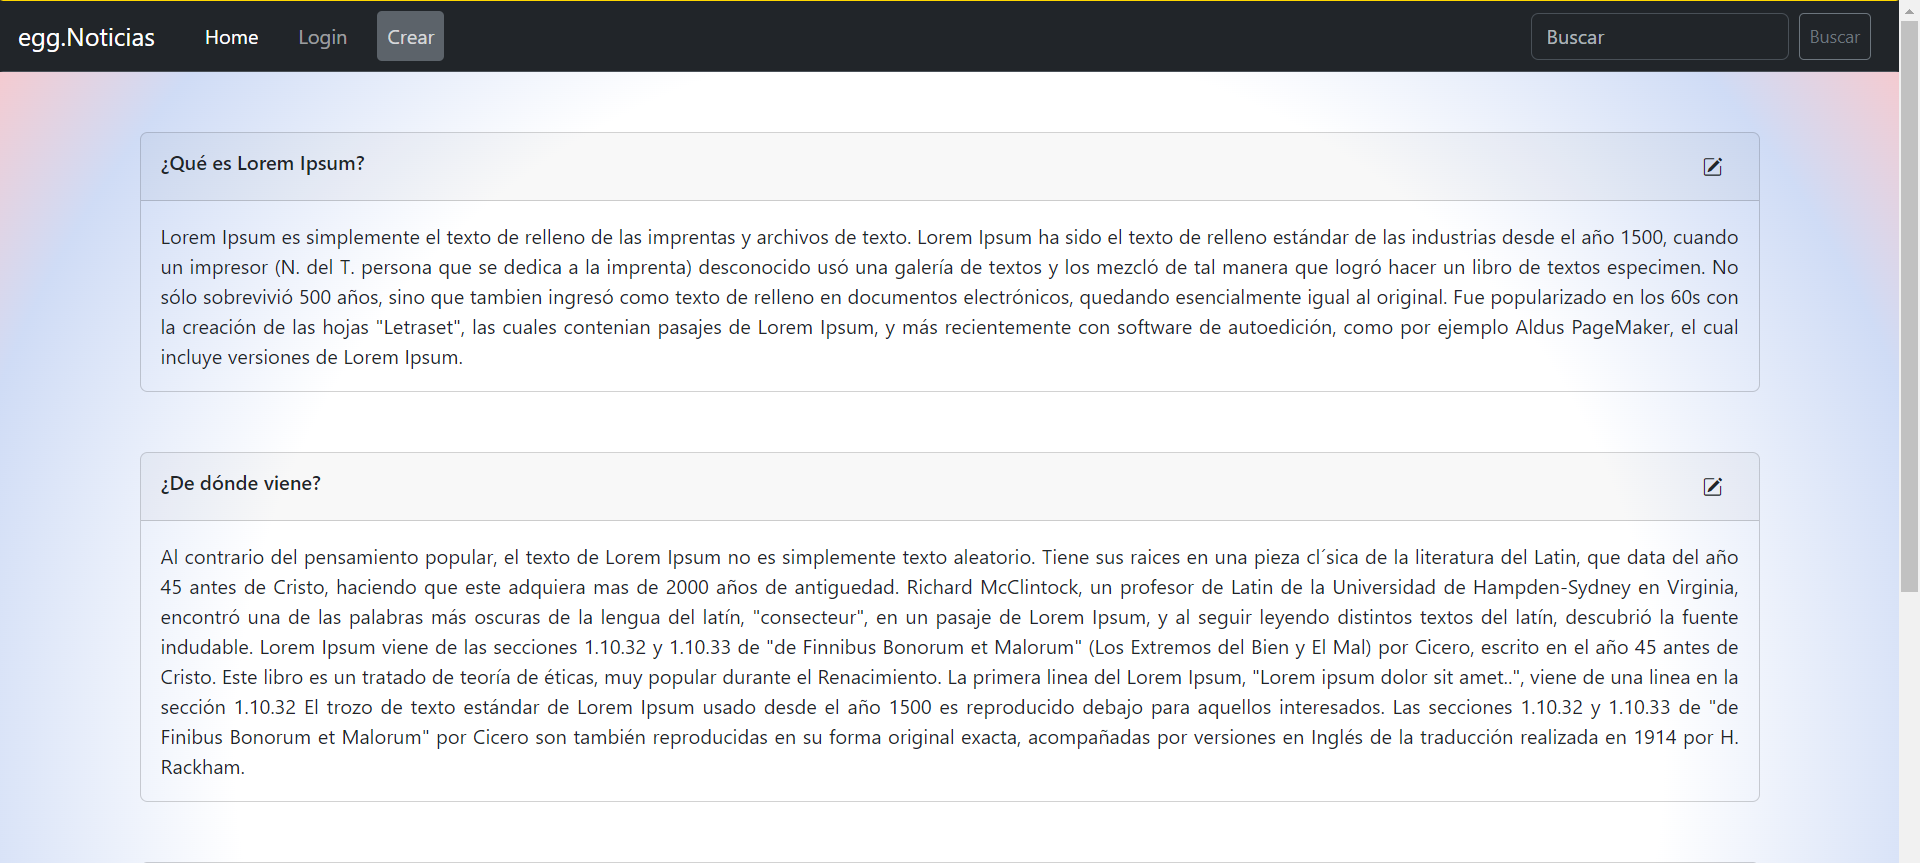 egg.Noticias Home Login Crear Buscar Buscar
¿Qué es Lorem Ipsum?
Lorem Ipsum es simplemente el texto de relleno de las imprentas y archivos de texto. Lorem Ipsum ha sido el texto de relleno estándar de las industrias desde el año 1500, cuando
un impresor (N. del T. persona que se dedica a la imprenta) desconocido usó una galería de textos y los mezcló de tal manera que logró hacer un libro de textos especimen. No
sólo sobrevivió 500 años, sino que tambien ingresó como texto de relleno en documentos electrónicos, quedando esencialmente igual al original. Fue popularizado en los 60s con
la creación de las hojas "Letraset", las cuales contenian pasajes de Lorem Ipsum, y más recientemente con software de autoedición, como por ejemplo Aldus PageMaker, el cual
incluye versiones de Lorem Ipsum.
¿De dónde viene?
Al contrario del pensamiento popular, el texto de Lorem Ipsum no es simplemente texto aleatorio. Tiene sus raices en una pieza cl´sica de la literatura del Latin, que data del año
45 antes de Cristo, haciendo que este adquiera mas de 2000 años de antiguedad. Richard McClintock, un profesor de Latin de la Universidad de Hampden-Sydney en Virginia,
encontró una de las palabras más oscuras de la lengua del latín, "consecteur", en un pasaje de Lorem Ipsum, y al seguir leyendo distintos textos del latín, descubrió la fuente
indudable. Lorem Ipsum viene de las secciones 1.10.32 y 1.10.33 de "de Finnibus Bonorum et Malorum" (Los Extremos del Bien y El Mal) por Cicero, escrito en el año 45 antes de
Cristo. Este libro es un tratado de teoría de éticas, muy popular durante el Renacimiento. La primera linea del Lorem Ipsum, "Lorem ipsum dolor sit amet..", viene de una linea en la
sección 1.10.32 El trozo de texto estándar de Lorem Ipsum usado desde el año 1500 es reproducido debajo para aquellos interesados. Las secciones 1.10.32 y 1.10.33 de "de
Finibus Bonorum et Malorum" por Cicero son también reproducidas en su forma original exacta, acompañadas por versiones en Inglés de la traducción realizada en 1914 por H.
Rackham.